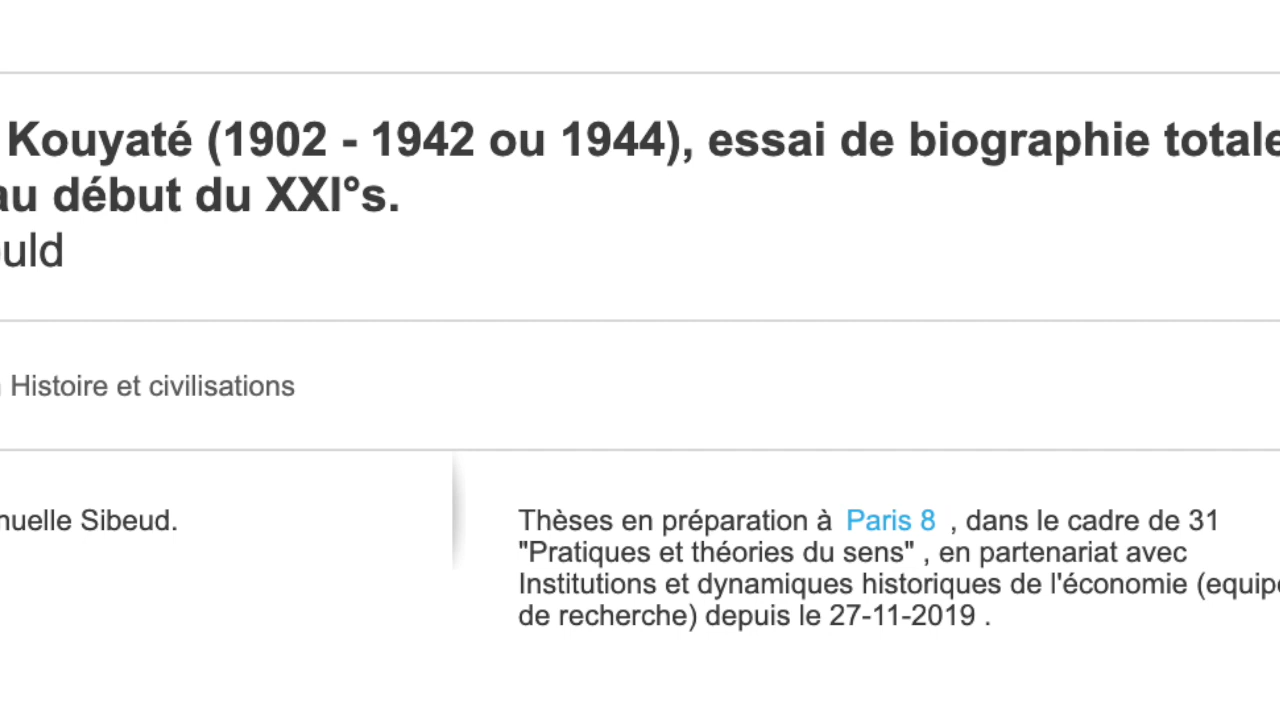 Kouyaté (1902 - 1942 ou 1944), essai de biographie totale
au début du XXI°s.
uld
Histoire et civilisations
nuelle Sibeud.
Thèses en préparation à Paris 8 , dans le cadre de 31
"Pratiques et théories du sens" , en partenariat avec
Institutions et dynamiques historiques de l'économie (equipe
de recherche) depuis le 27-11-2019 .